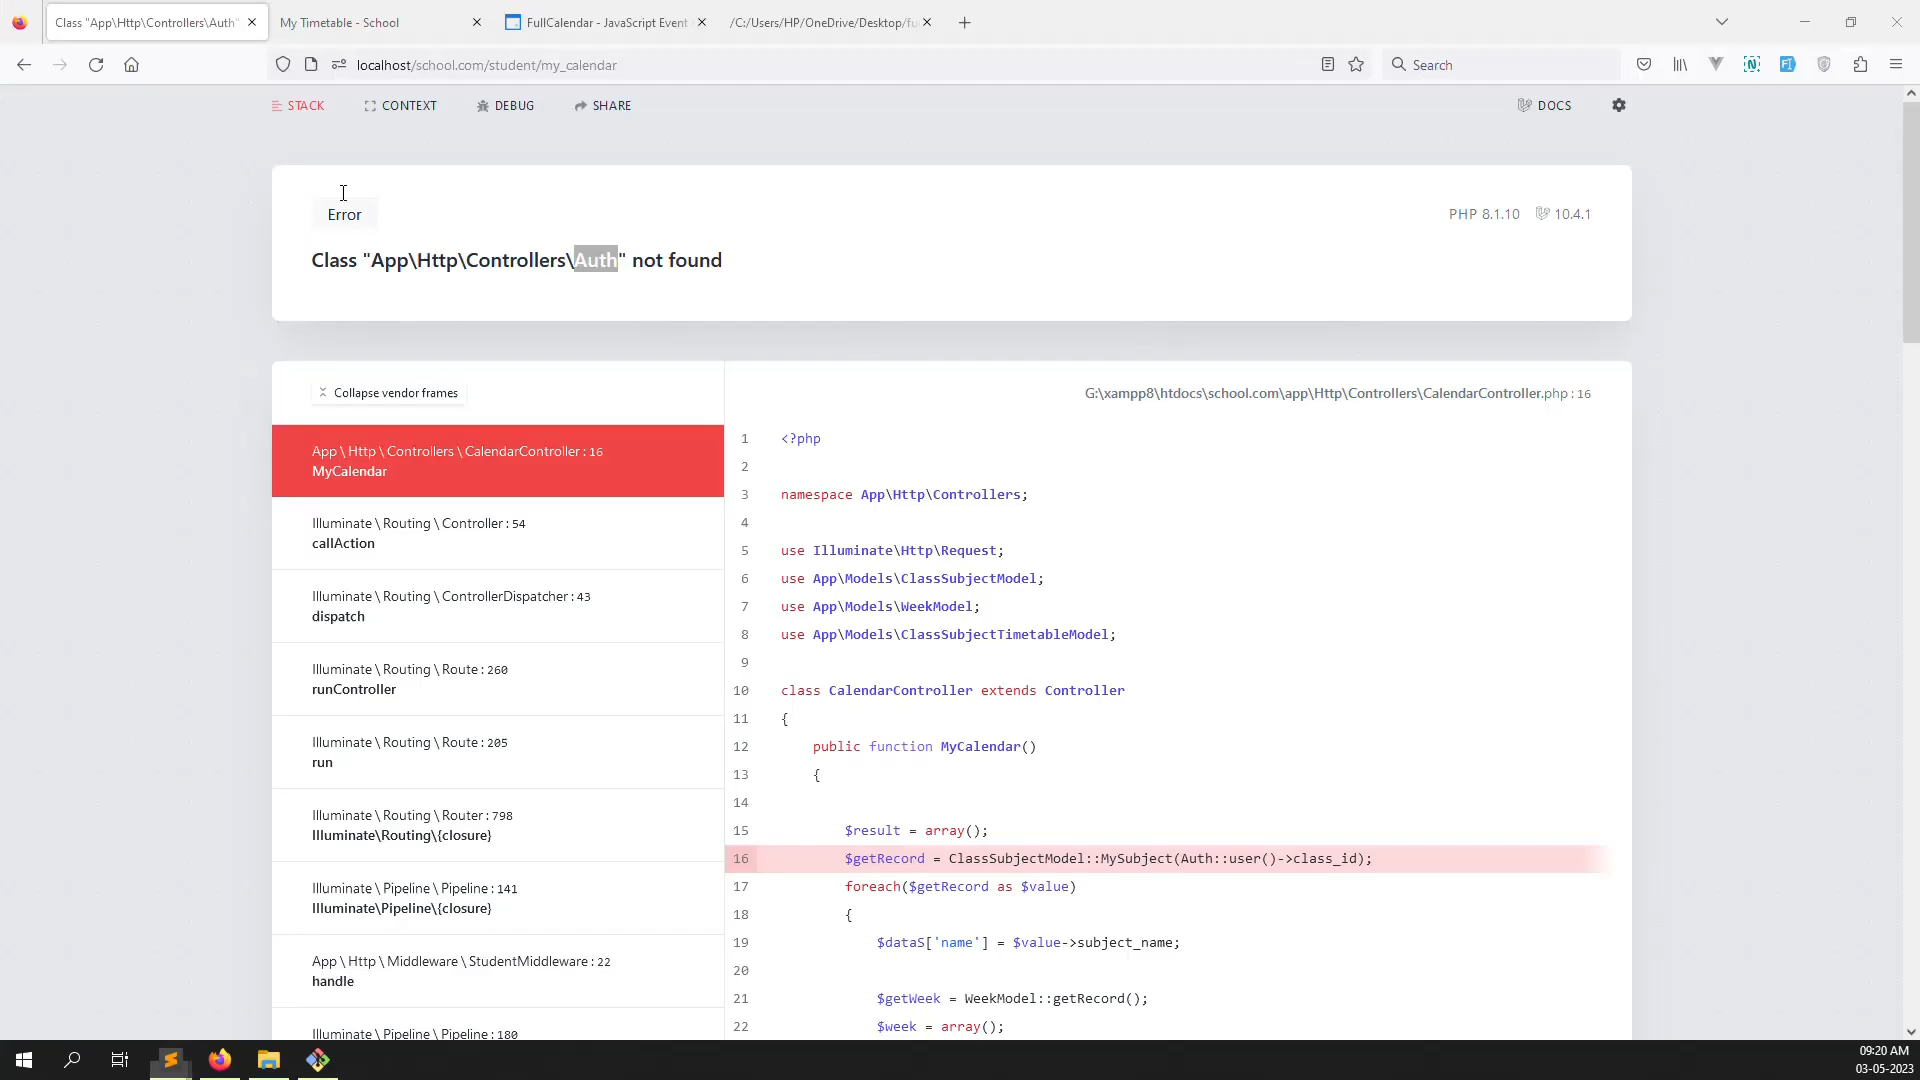 Class "App\Http\Controllers\Auth"
My Timetable - School
FullCalendar - JavaScript Event
/C:/Users/HP/OneDrive/Desktop/fu
localhost/school.com/student/my_calendar
Search
STACK
CONTEXT
DEBUG
SHARE
DOCS
Error
PHP 8.1.10
10.4.1
Class "App\Http\Controllers\Auth" not found
Collapse vendor frames
App \ Http \ Controllers \ CalendarController : 16
MyCalendar
Illuminate \ Routing \ Controller : 54
callAction
Illuminate \ Routing \ ControllerDispatcher : 43
dispatch
Illuminate \ Routing \ Route : 260
runController
Illuminate \ Routing \ Route : 205
run
Illuminate \ Routing \ Router : 798
Illuminate\Routing\{closure}
Illuminate \ Pipeline \ Pipeline : 141
Illuminate\Pipeline\{closure}
App \ Http \ Middleware \ StudentMiddleware : 22
handle
Illuminate \ Pipeline \ Pipeline : 180
G:\xampp8\htdocs\school.com\app\Http\Controllers\CalendarController.php : 16
1 <?php
2
3 namespace App\Http\Controllers;
4
5 use Illuminate\Http\Request;
6 use App\Models\ClassSubjectModel;
7 use App\Models\WeekModel;
8 use App\Models\ClassSubjectTimetableModel;
9
10 class CalendarController extends Controller
11 {
12 public function MyCalendar()
13 {
14
15 $result = array();
16 $getRecord = ClassSubjectModel::MySubject(Auth::user()->class_id);
17 foreach($getRecord as $value)
18 {
19 $dataS['name'] = $value->subject_name;
20
21 $getWeek = WeekModel::getRecord();
22 $week = array();
09:20 AM
03-05-2023